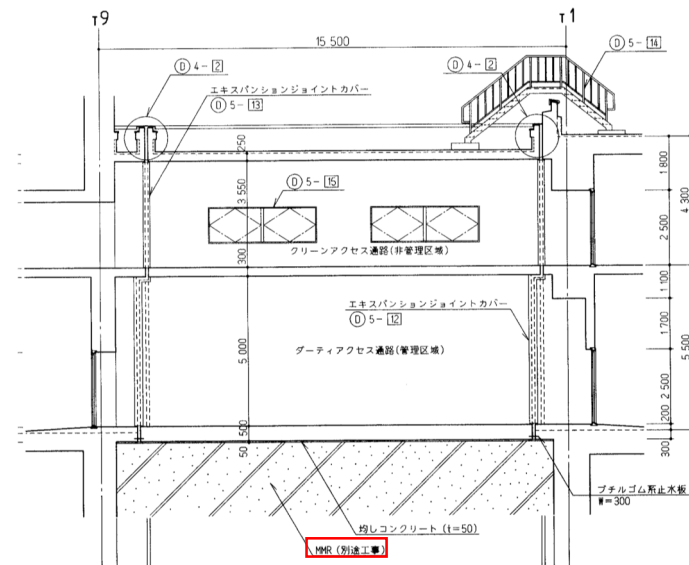 T9
T1
15 500
D 4-2
D 4-2
D 5-14
エキスパンションジョイントカバー
D 5-13
250
1 800
4 300
D 5-15
3 550
2 500
クリーンアクセス通路(非管理区域)
300
1 100
エキスパンションジョイントカバー
D 5-12
1700
5 500
ダーティアクセス通路(管理区域)
5 000
2 500
200
500
50
300
ブチルゴム系止水板
W=300
均しコンクリート(t=50)
MMR(別途工事)